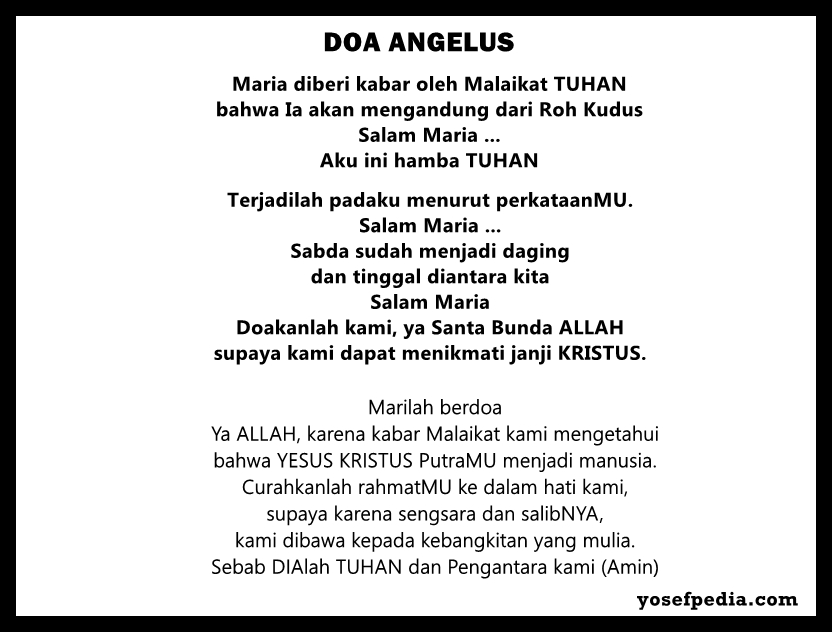 DOA ANGELUS
Maria diberi kabar oleh Malaikat TUHAN
bahwa Ia akan mengandung dari Roh Kudus
Salam Maria ...
Aku ini hamba TUHAN
Terjadilah padaku menurut perkataanMU.
Salam Maria ...
Sabda sudah menjadi daging
dan tinggal diantara kita
Salam Maria
Doakanlah kami, ya Santa Bunda ALLAH
supaya kami dapat menikmati janji KRISTUS.
Marilah berdoa
Ya ALLAH, karena kabar Malaikat kami mengetahui
bahwa YESUS KRISTUS PutraMU menjadi manusia.
Curahkanlah rahmatMU ke dalam hati kami,
supaya karena sengsara dan salibNYA,
kami dibawa kepada kebangkitan yang mulia.
Sebab DIAlah TUHAN dan Pengantara kami (Amin)
yosefpedia.com